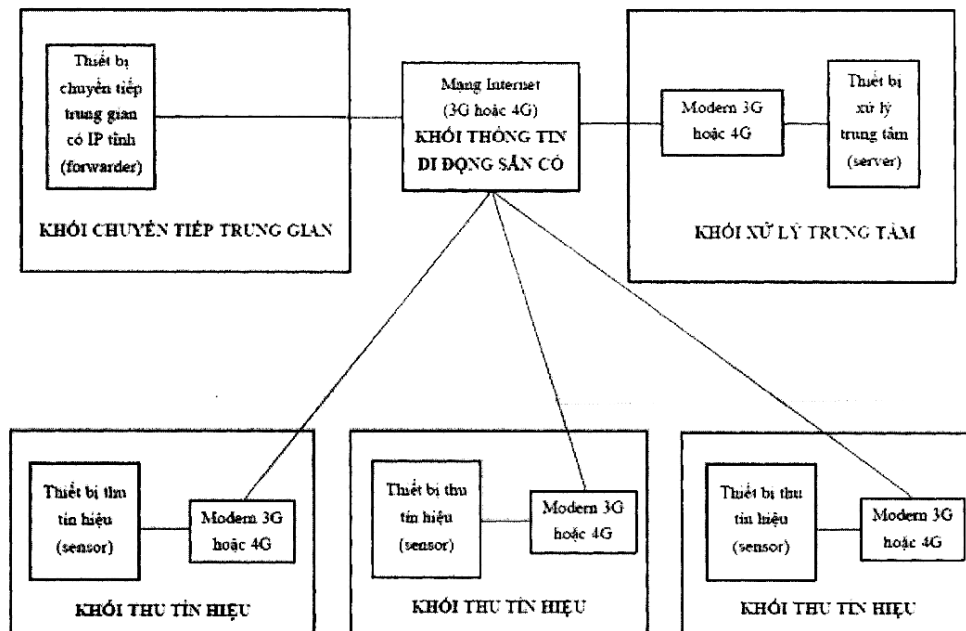 Thiết bị
chuyển tiếp
trung gian
có IP tĩnh
(forwarder)
KHỐI CHUYỂN TIẾP TRUNG GIAN
Mạng Internet
(3G hoặc 4G)
KHỐI THÔNG TIN
DI ĐỘNG SẴN CÓ
Modern 3G
hoặc 4G
Thiết bị
xử lý
trung tâm
(server)
KHỐI XỬ LÝ TRUNG TÂM
Thiết bị thu
tín hiệu
(sensor)
Modern 3G
hoặc 4G
KHỐI THU TÍN HIỆU
Thiết bị thu
tín hiệu
(sensor)
Modern 3G
hoặc 4G
KHỐI THU TÍN HIỆU
Thiết bị thu
tín hiệu
(sensor)
Modern 3G
hoặc 4G
KHỐI THU TÍN HIỆU